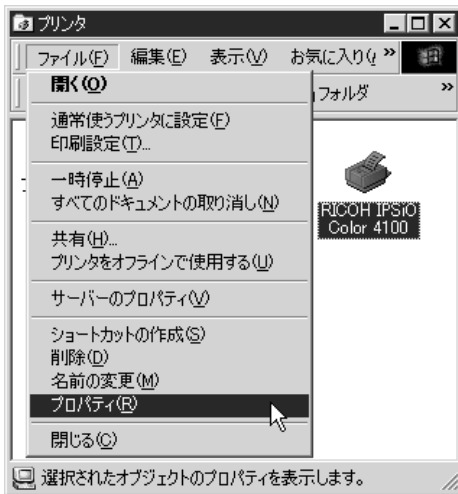 プリンタ
ファイル(F) 編集(E) 表示(V) お気に入り(
開く(O)
フォルダ
通常使うプリンタに設定(F)
印刷設定(T)...
一時停止(A)
すべてのドキュメントの取り消し(N)
RICOH IPSiO
Color 4100
共有(H)...
プリンタをオフラインで使用する(U)
サーバーのプロパティ(V)
ショートカットの作成(S)
削除(D)
名前の変更(M)
プロパティ(R)
閉じる(C)
選択されたオブジェクトのプロパティを表示します。